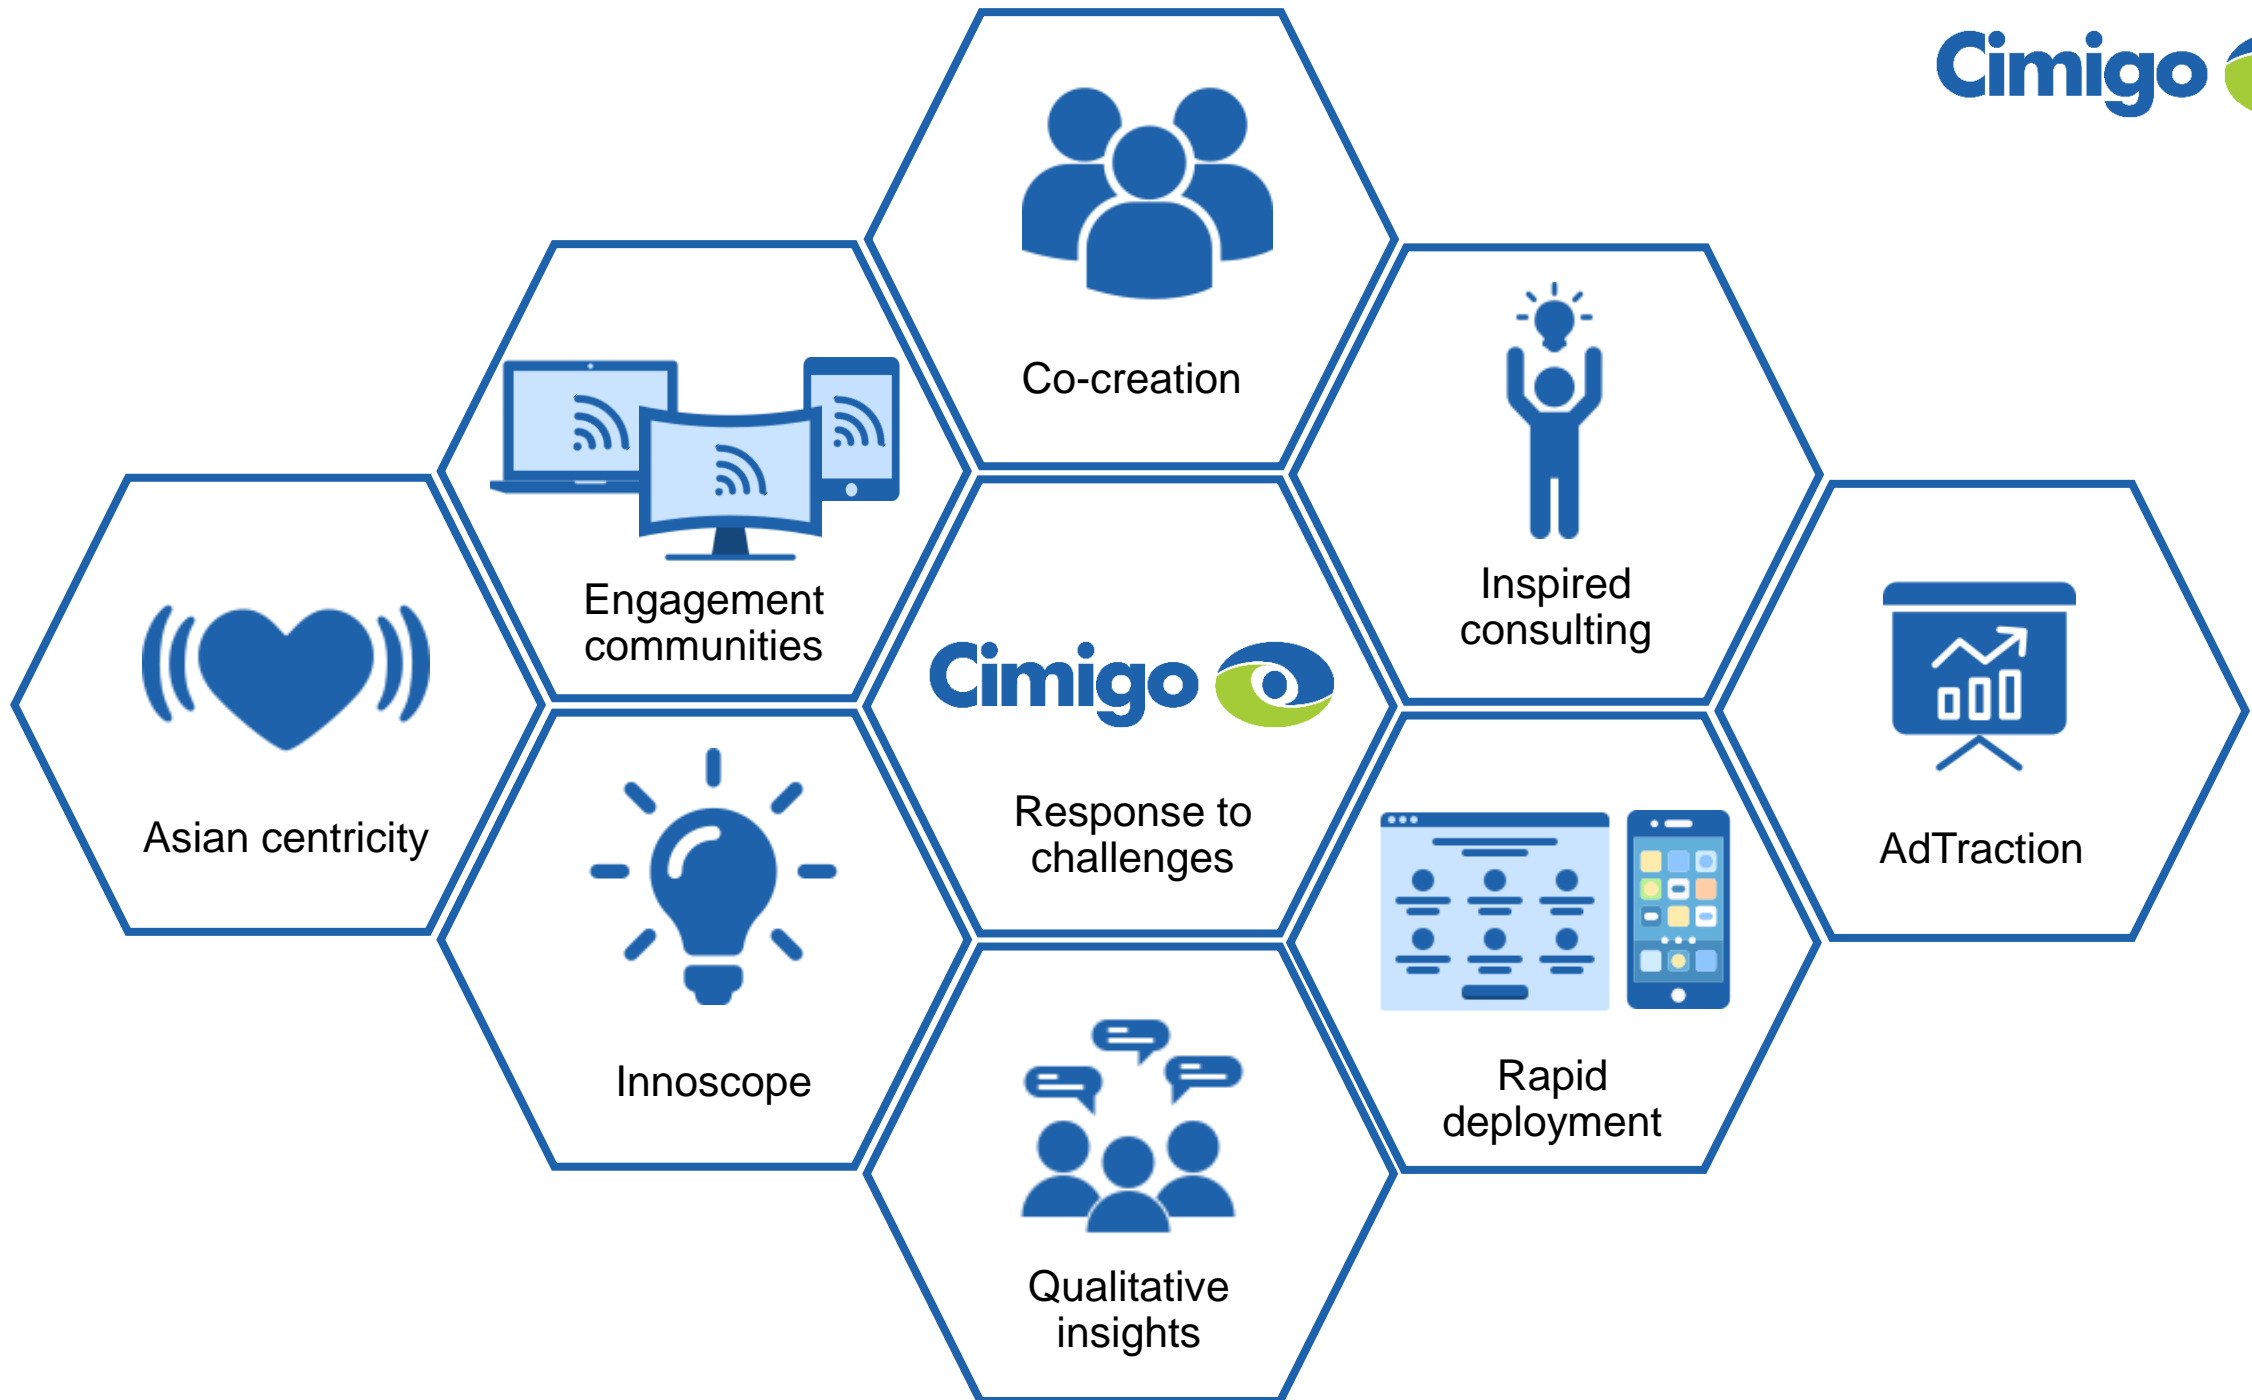 Cimigo
Co-creation
Engagement
communities
Inspired
consulting
Asian centricity
Cimigo
Response to
challenges
AdTraction
Innoscope
Rapid
deployment
Qualitative
insights